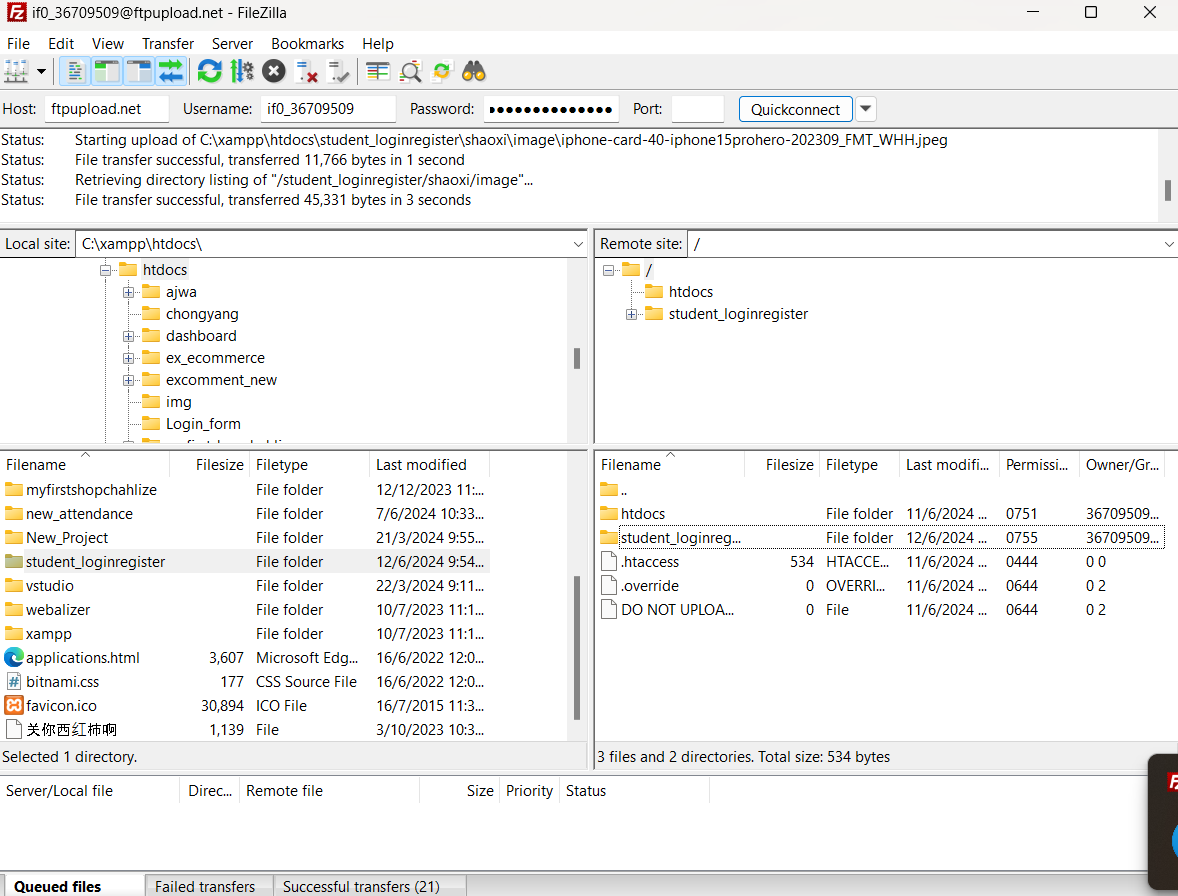 if0_36709509@ftpupload.net - FileZilla
File Edit View Transfer Server Bookmarks Help
Host: ftpupload.net Username: if0_36709509 Password: ●●●●●●●●●●●●●● Port: Quickconnect
Status: Starting upload of C:\xampp\htdocs\student_loginregister\shaoxi\image\iphone-card-40-iphone15prohero-202309_FMT_WHH.jpeg
Status: File transfer successful, transferred 11,766 bytes in 1 second
Status: Retrieving directory listing of "/student_loginregister/shaoxi/image"...
Status: File transfer successful, transferred 45,331 bytes in 3 seconds
Local site: C:\xampp\htdocs\
htdocs
ajwa
chongyang
dashboard
ex_ecommerce
excomment_new
img
Login_form
Remote site: /
/
htdocs
student_loginregister
Filename Filesize Filetype Last modified
myfirstshopchahlize File folder 12/12/2023 11:...
new_attendance File folder 7/6/2024 10:33...
New_Project File folder 21/3/2024 9:55...
student_loginregister File folder 12/6/2024 9:54...
vstudio File folder 22/3/2024 9:11...
webalizer File folder 10/7/2023 11:1...
xampp File folder 10/7/2023 11:1...
applications.html 3,607 Microsoft Edg... 16/6/2022 12:0...
bitnami.css 177 CSS Source File 16/6/2022 12:0...
favicon.ico 30,894 ICO File 16/7/2015 11:3...
关你西红柿啊 1,139 File 3/10/2023 10:3...
Selected 1 directory.
Filename Filesize Filetype Last modifi... Permissi... Owner/Gr...
..
htdocs File folder 11/6/2024 ... 0751 36709509...
student_loginreg... File folder 12/6/2024 ... 0755 36709509...
.htaccess 534 HTACCE... 11/6/2024 ... 0444 0 0
.override 0 OVERRI... 11/6/2024 ... 0644 0 2
DO NOT UPLOA... 0 File 11/6/2024 ... 0644 0 2
3 files and 2 directories. Total size: 534 bytes
Server/Local file Direc... Remote file Size Priority Status
Queued files Failed transfers Successful transfers (21)